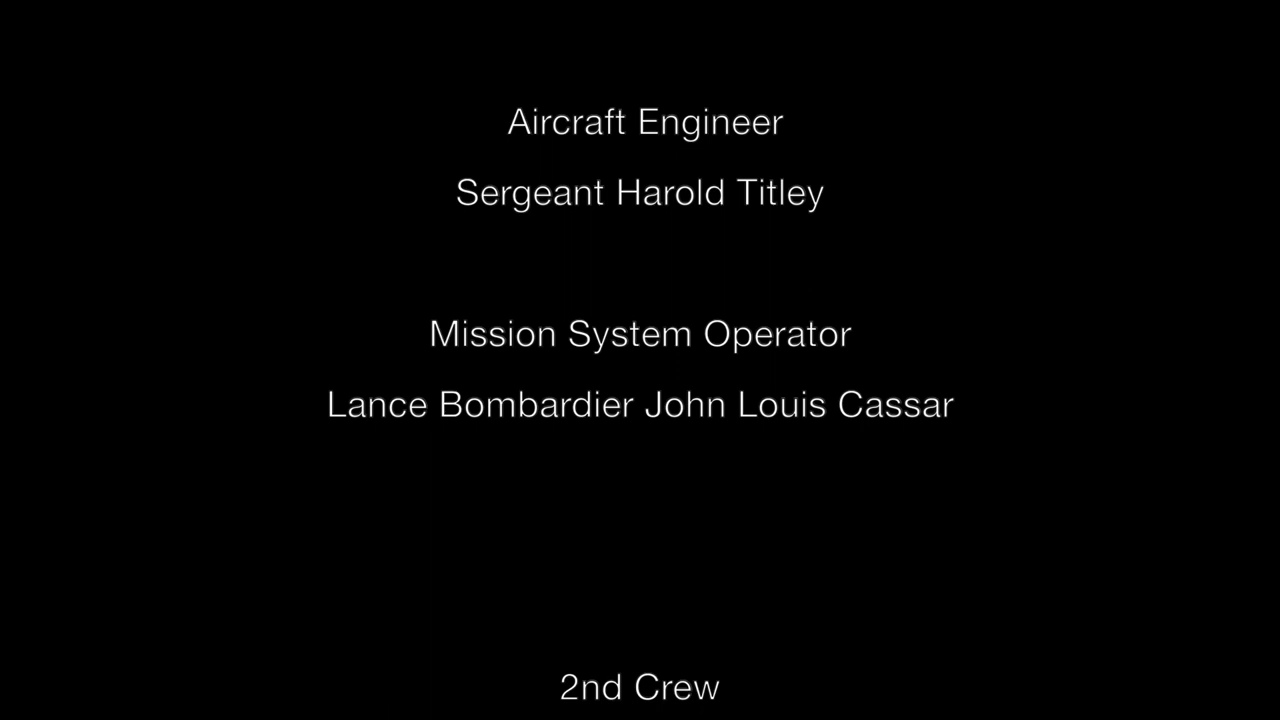 Aircraft Engineer
Sergeant Harold Titley
Mission System Operator
Lance Bombardier John Louis Cassar
2nd Crew